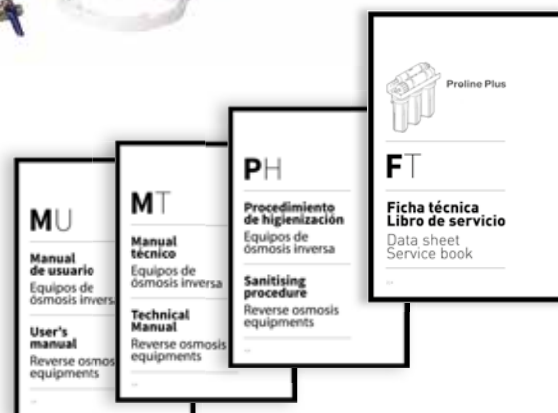 MU
Manual
de usuario
Equipos de
ósmosis invers
User's
manual
Reverse osmos
equipments
MT
Manual
técnico
Equipos de
ósmosis inversa
Technical
Manual
Reverse osmosis
equipments
PH
Procedimiento
de higienización
Equipos de
ósmosis inversa
Sanitising
procedure
Reverse osmosis
equipments
Proline Plus
FT
Ficha técnica
Libro de servicio
Data sheet
Service book